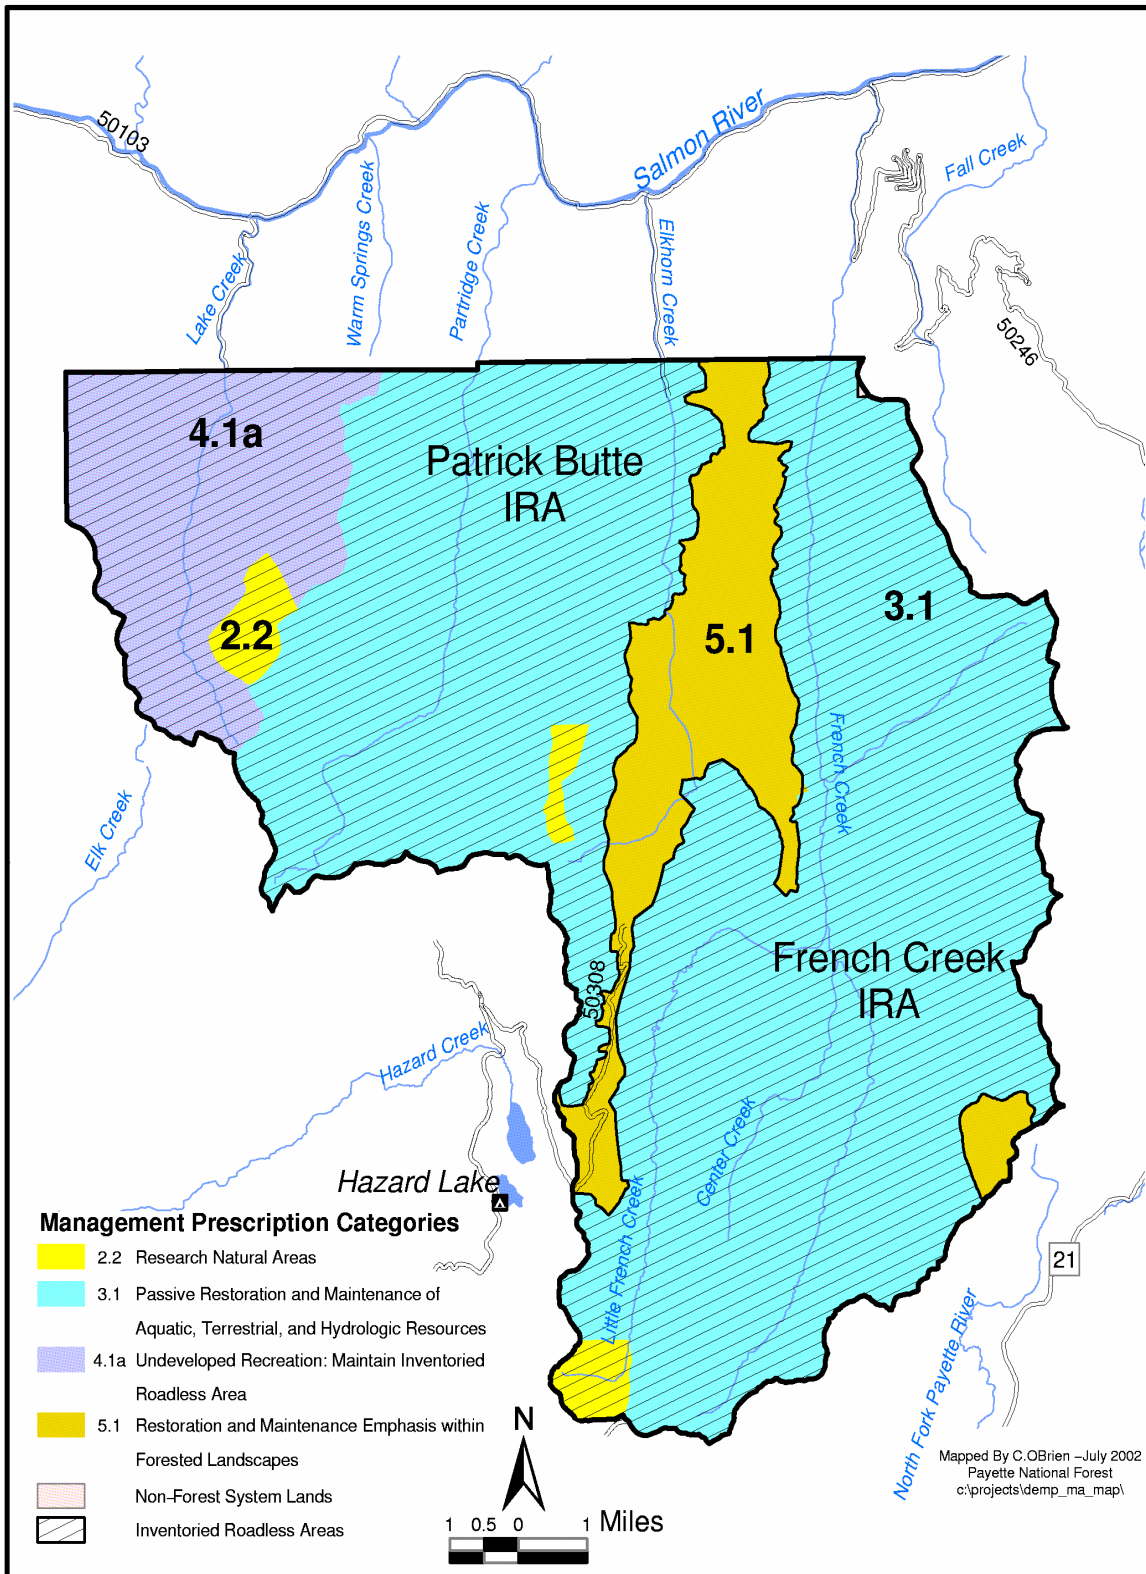 50103
Salmon River
Fall Creek
Lake Creek
Warm Springs Creek
Partridge Creek
Elkhorn Creek
50246
4.1a
Patrick Butte
IRA
2.2
5.1
3.1
French Creek
Elk Creek
French Creek
IRA
50308
Hazard Creek
Center Creek
Little French Creek
Hazard Lake
21
North Fork Payette River
Management Prescription Categories
2.2 Research Natural Areas
3.1 Passive Restoration and Maintenance of
Aquatic, Terrestrial, and Hydrologic Resources
4.1a Undeveloped Recreation: Maintain Inventoried
Roadless Area
5.1 Restoration and Maintenance Emphasis within
Forested Landscapes
Non-Forest System Lands
Inventoried Roadless Areas
N
1 0.5 0 1 Miles
Mapped By C.OBrien -July 2002
Payette National Forest
c:\projects\demp_ma_map\